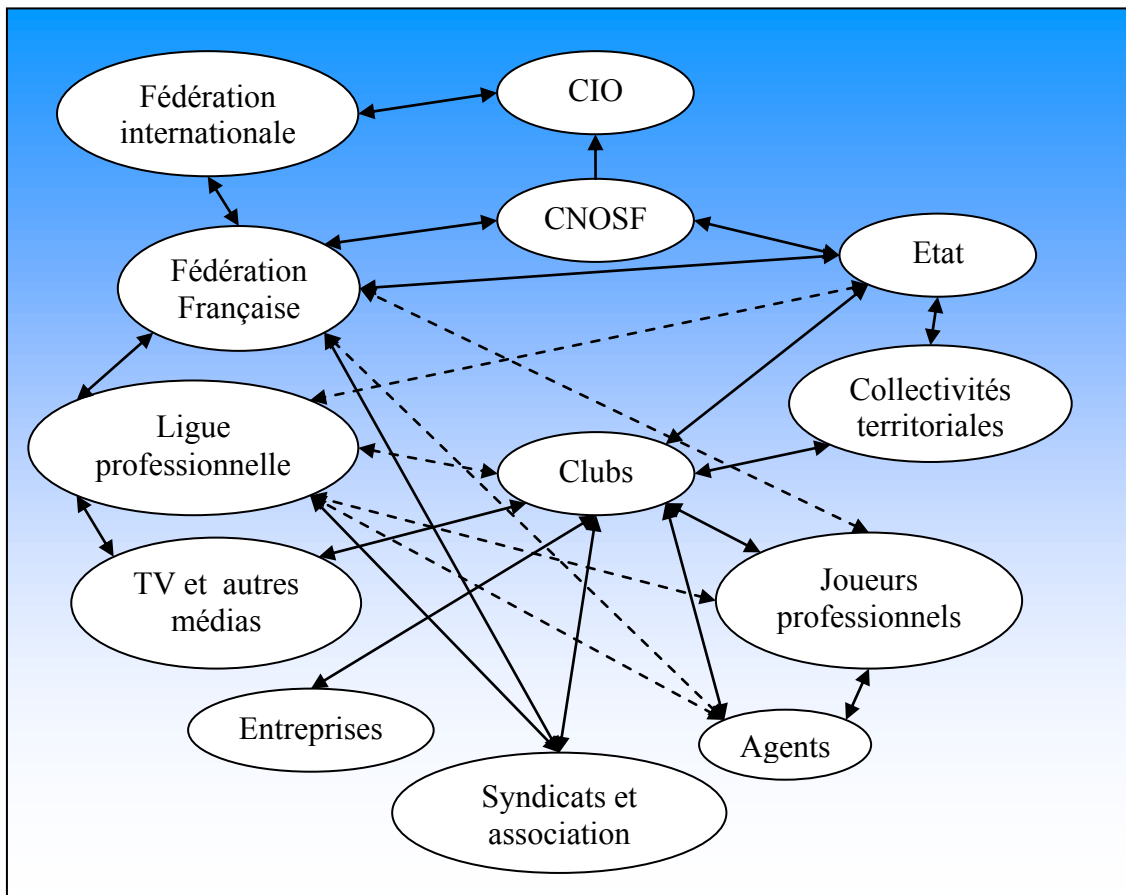 Fédération
internationale
CIO
CNOSF
Etat
Fédération
Française
Collectivités
territoriales
Ligue
professionnelle
Clubs
TV et autres
médias
Joueurs
professionnels
Entreprises
Agents
Syndicats et
association